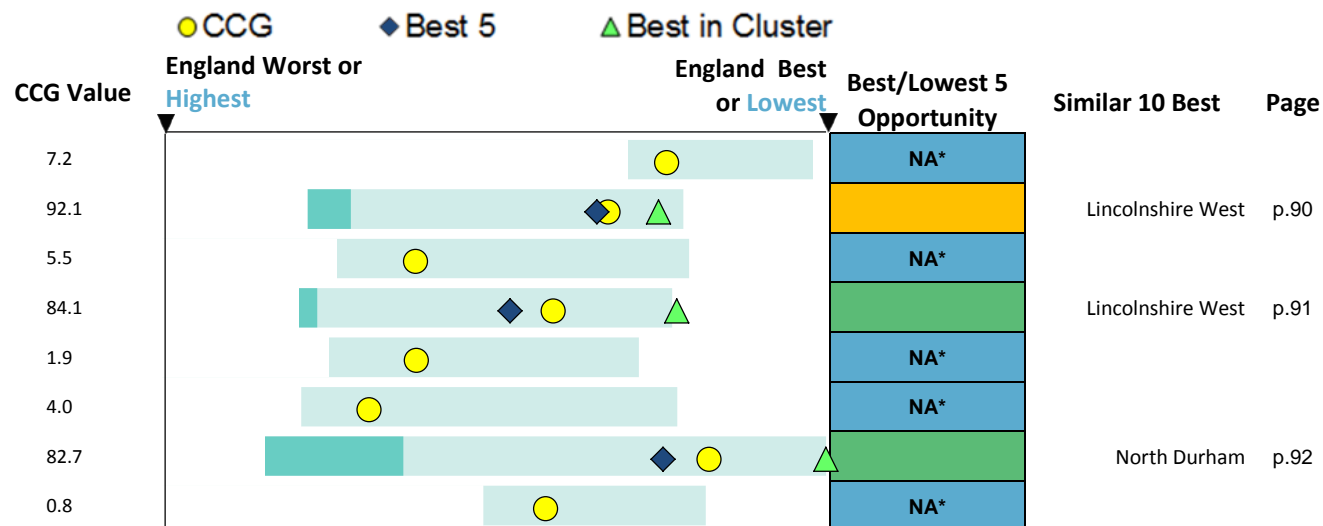 CCG Best 5 Best in Cluster
CCG Value England Worst or Highest England Best or Lowest Best/Lowest 5 Opportunity Similar 10 Best Page
7.2 NA*
92.1 Lincolnshire West p.90
5.5 NA*
84.1 Lincolnshire West p.91
1.9 NA*
4.0 NA*
82.7 North Durham p.92
0.8 NA*